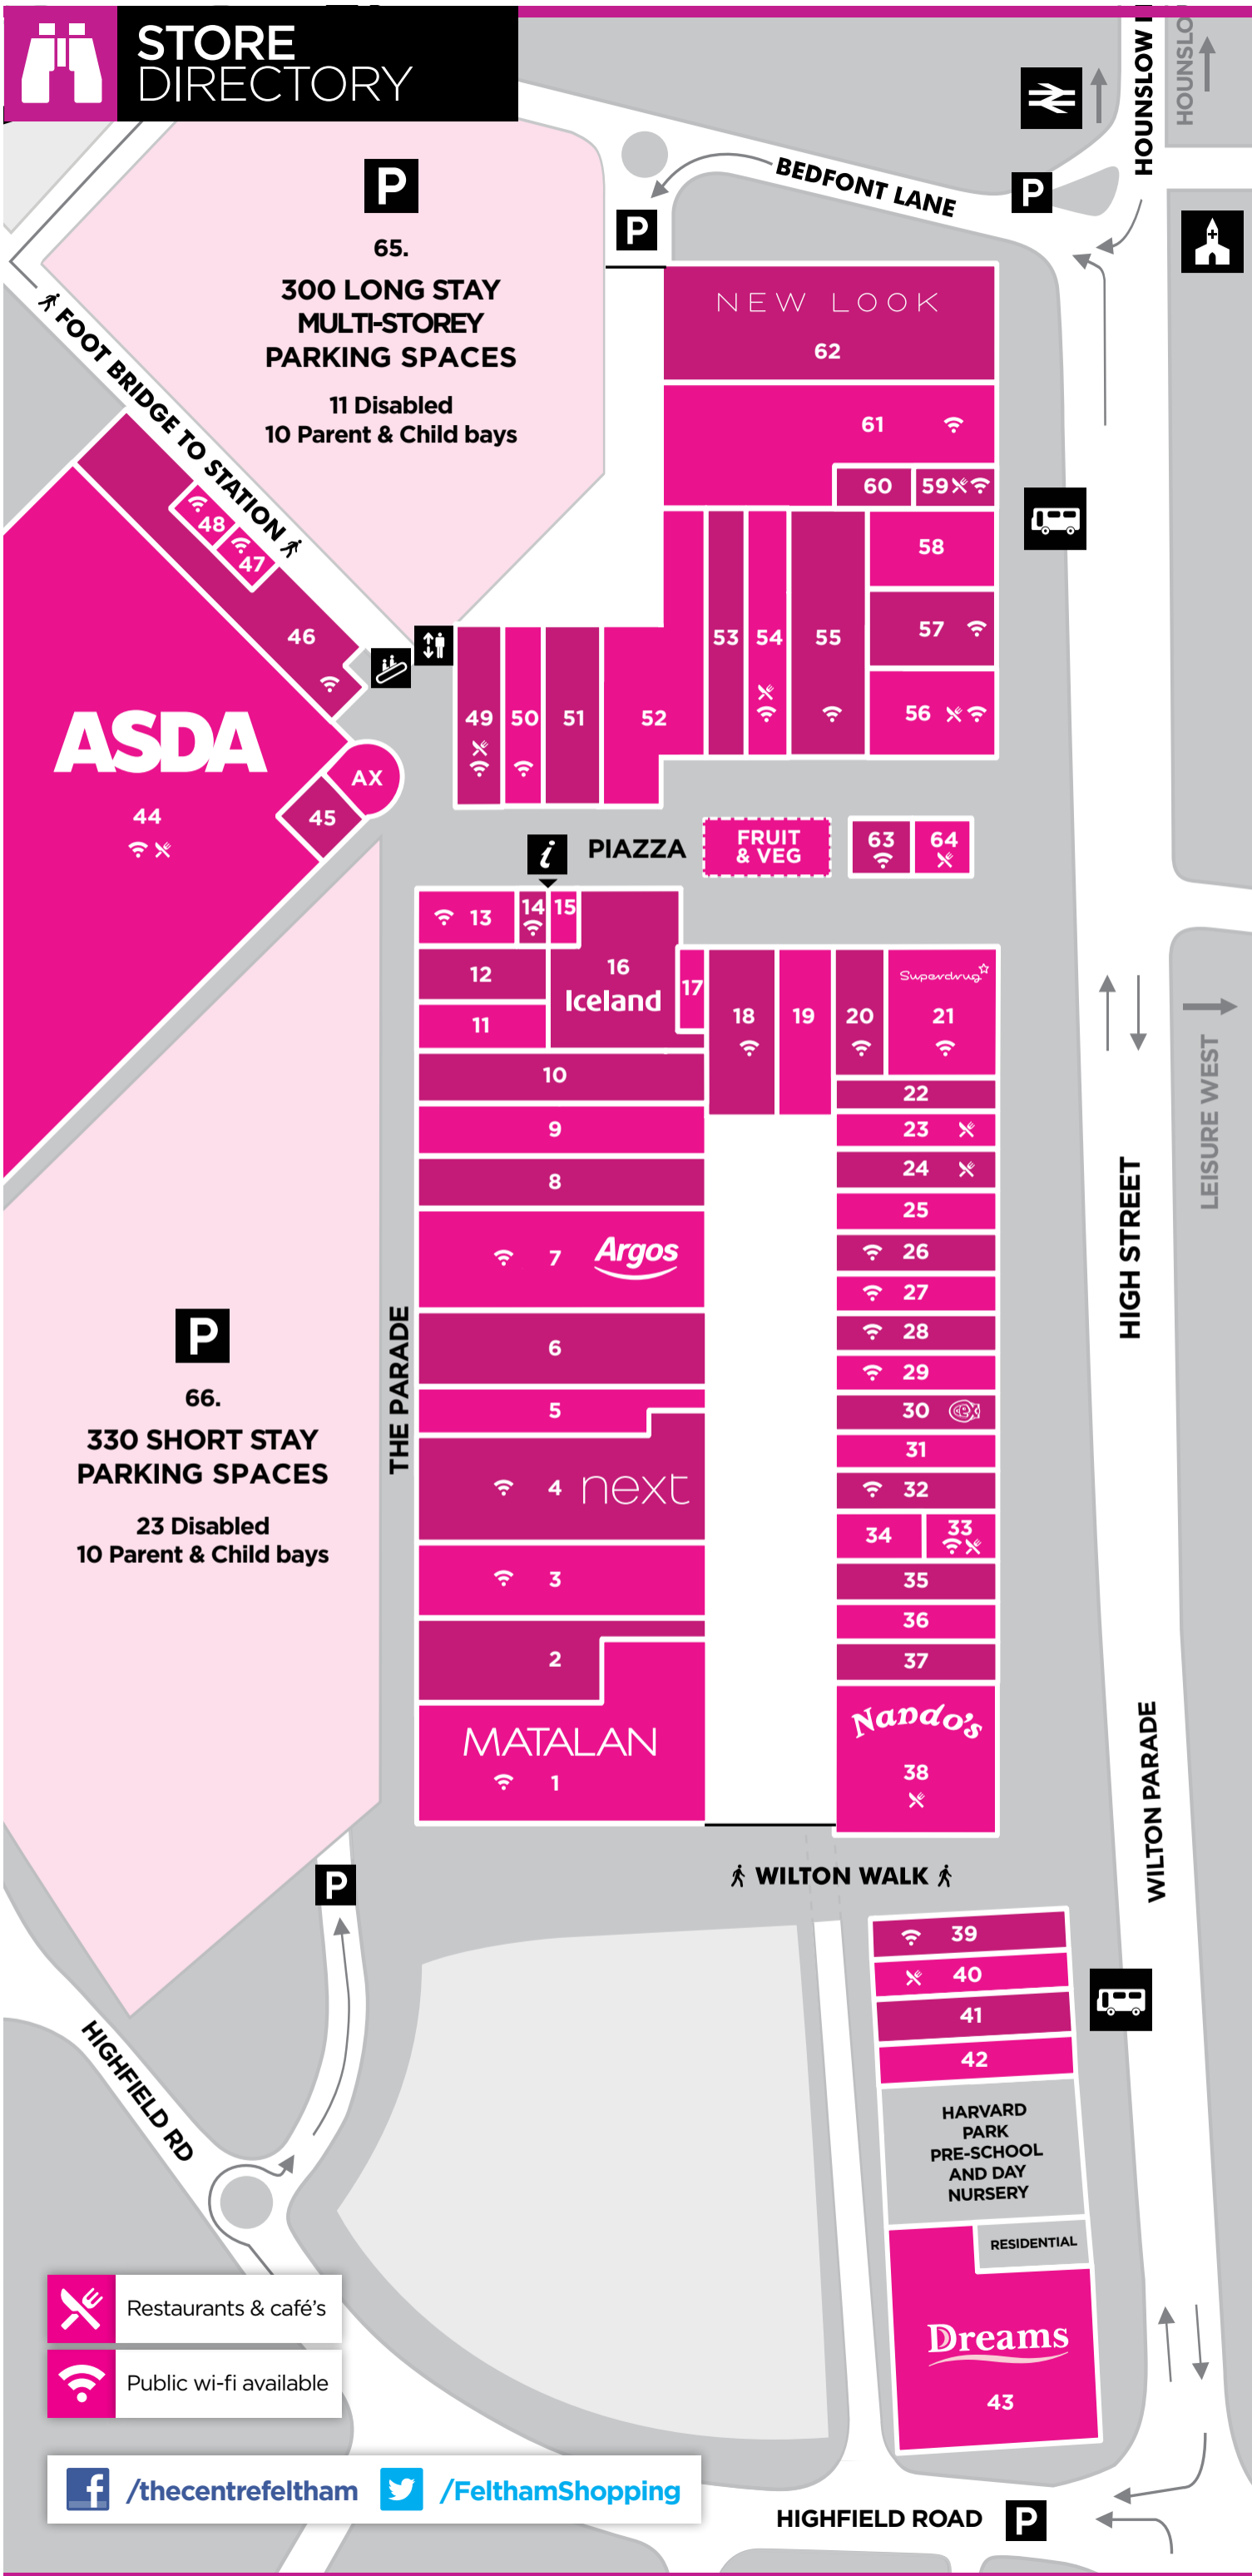 STORE
DIRECTORY
HOUNSLOW
HOUNSLO
BEDFONT LANE
P
P
P
65.
300 LONG STAY
MULTI-STOREY
PARKING SPACES
11 Disabled
10 Parent & Child bays
FOOT BRIDGE TO STATION
NEW LOOK
62
61
60
59
48
47
46
58
57
56
53
54
55
49
50
51
52
ASDA
44
AX
45
i
PIAZZA
FRUIT
& VEG
63
64
13
14
15
12
11
16
Iceland
17
18
19
20
Superdrug
21
10
9
8
7
Argos
6
5
4
next
3
2
MATALAN
1
22
23
24
25
26
27
28
29
30
cex
31
32
34
33
35
36
37
Nando's
38
THE PARADE
HIGH STREET
LEISURE WEST
WILTON PARADE
P
66.
330 SHORT STAY
PARKING SPACES
23 Disabled
10 Parent & Child bays
P
WILTON WALK
39
40
41
42
HARVARD
PARK
PRE-SCHOOL
AND DAY
NURSERY
RESIDENTIAL
Dreams
43
HIGHFIELD RD
Restaurants & café's
Public wi-fi available
f
/thecentrefeltham
/FelthamShopping
HIGHFIELD ROAD
P